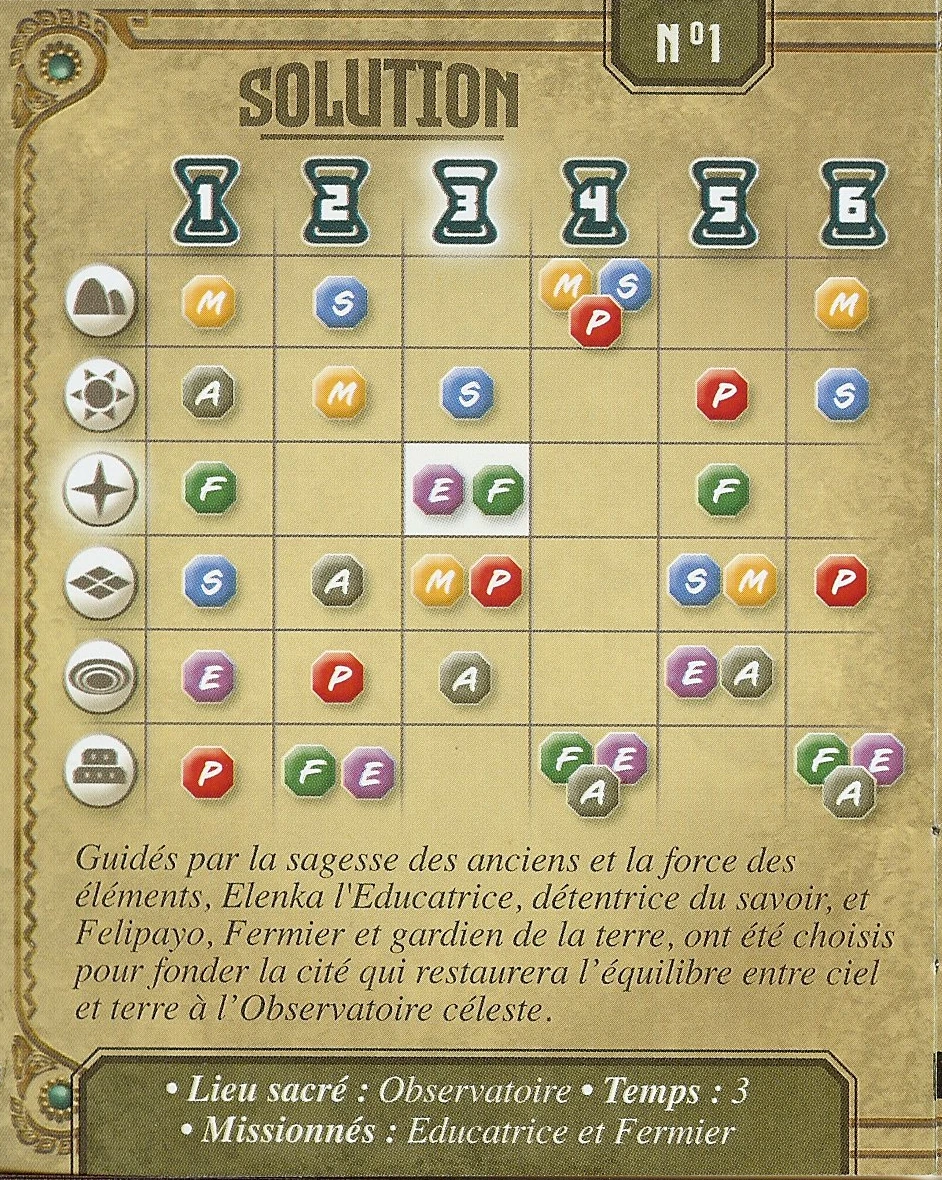 N°1
SOLUTION
1 2 3 4 5 6
M S M S P M
A M S P S
F E F F
S A M P S M P
E P A E A
P F E F E A F E A
Guidés par la sagesse des anciens et la force des
éléments, Elenka l'Educatrice, détentrice du savoir, et
Felipayo, Fermier et gardien de la terre, ont été choisis
pour fonder la cité qui restaurera l'équilibre entre ciel
et terre à l'Observatoire céleste.
• Lieu sacré : Observatoire • Temps : 3
• Missionnés : Educatrice et Fermier